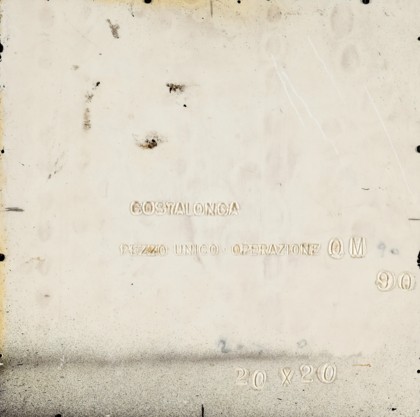 COSTALONGA
PEZZO UNICO OPERAZIONE QM
90
20 X 20